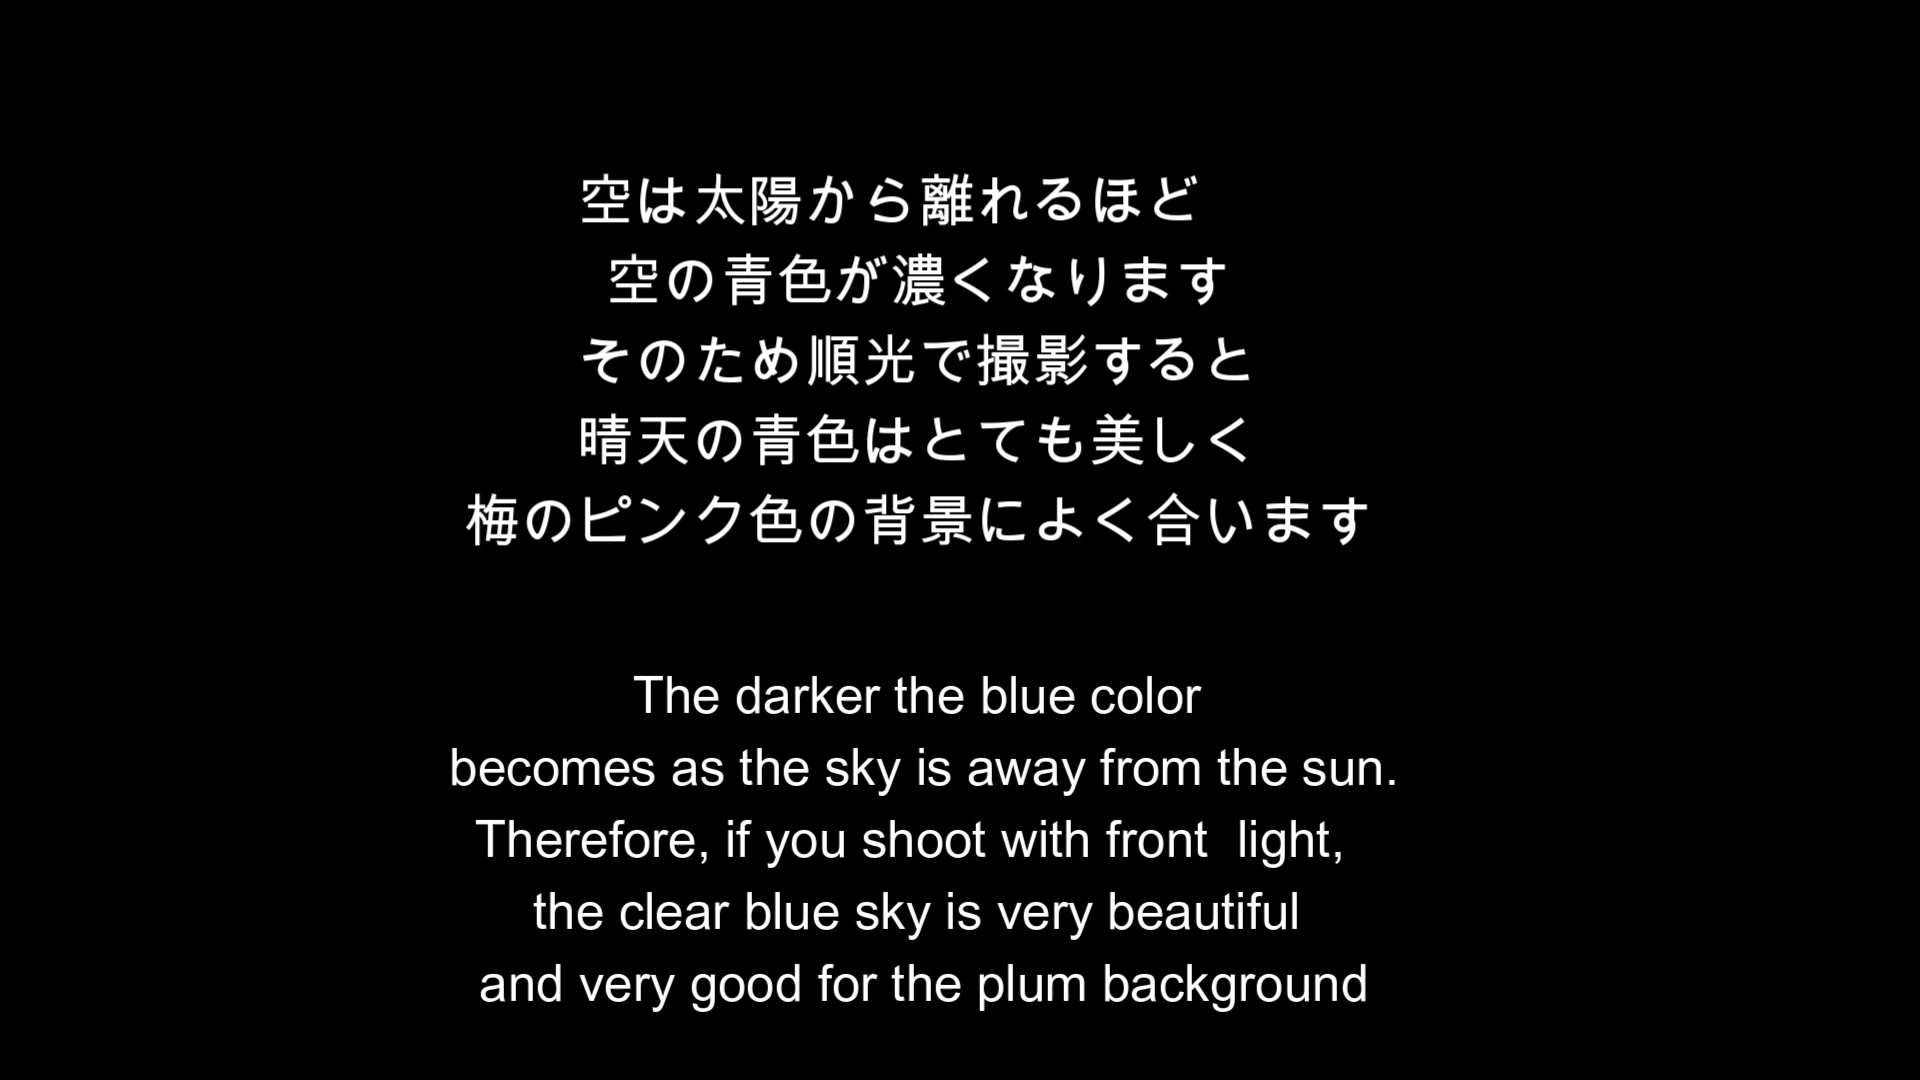 空は太陽から離れるほど
空の青色が濃くなります
そのため順光で撮影すると
晴天の青色はとても美しく
梅のピンク色の背景によく合います
The darker the blue color
becomes as the sky is away from the sun.
Therefore, if you shoot with front  light,
the clear blue sky is very beautiful
and very good for the plum background